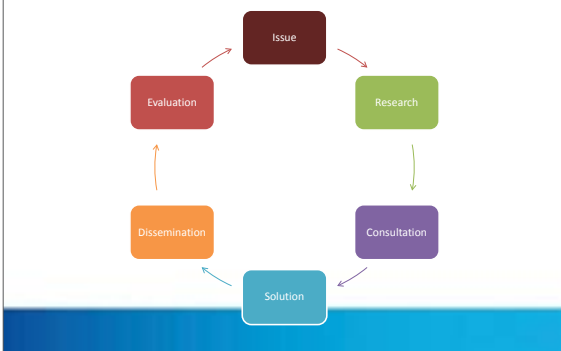 Issue
Research
Consultation
Solution
Dissemination
Evaluation